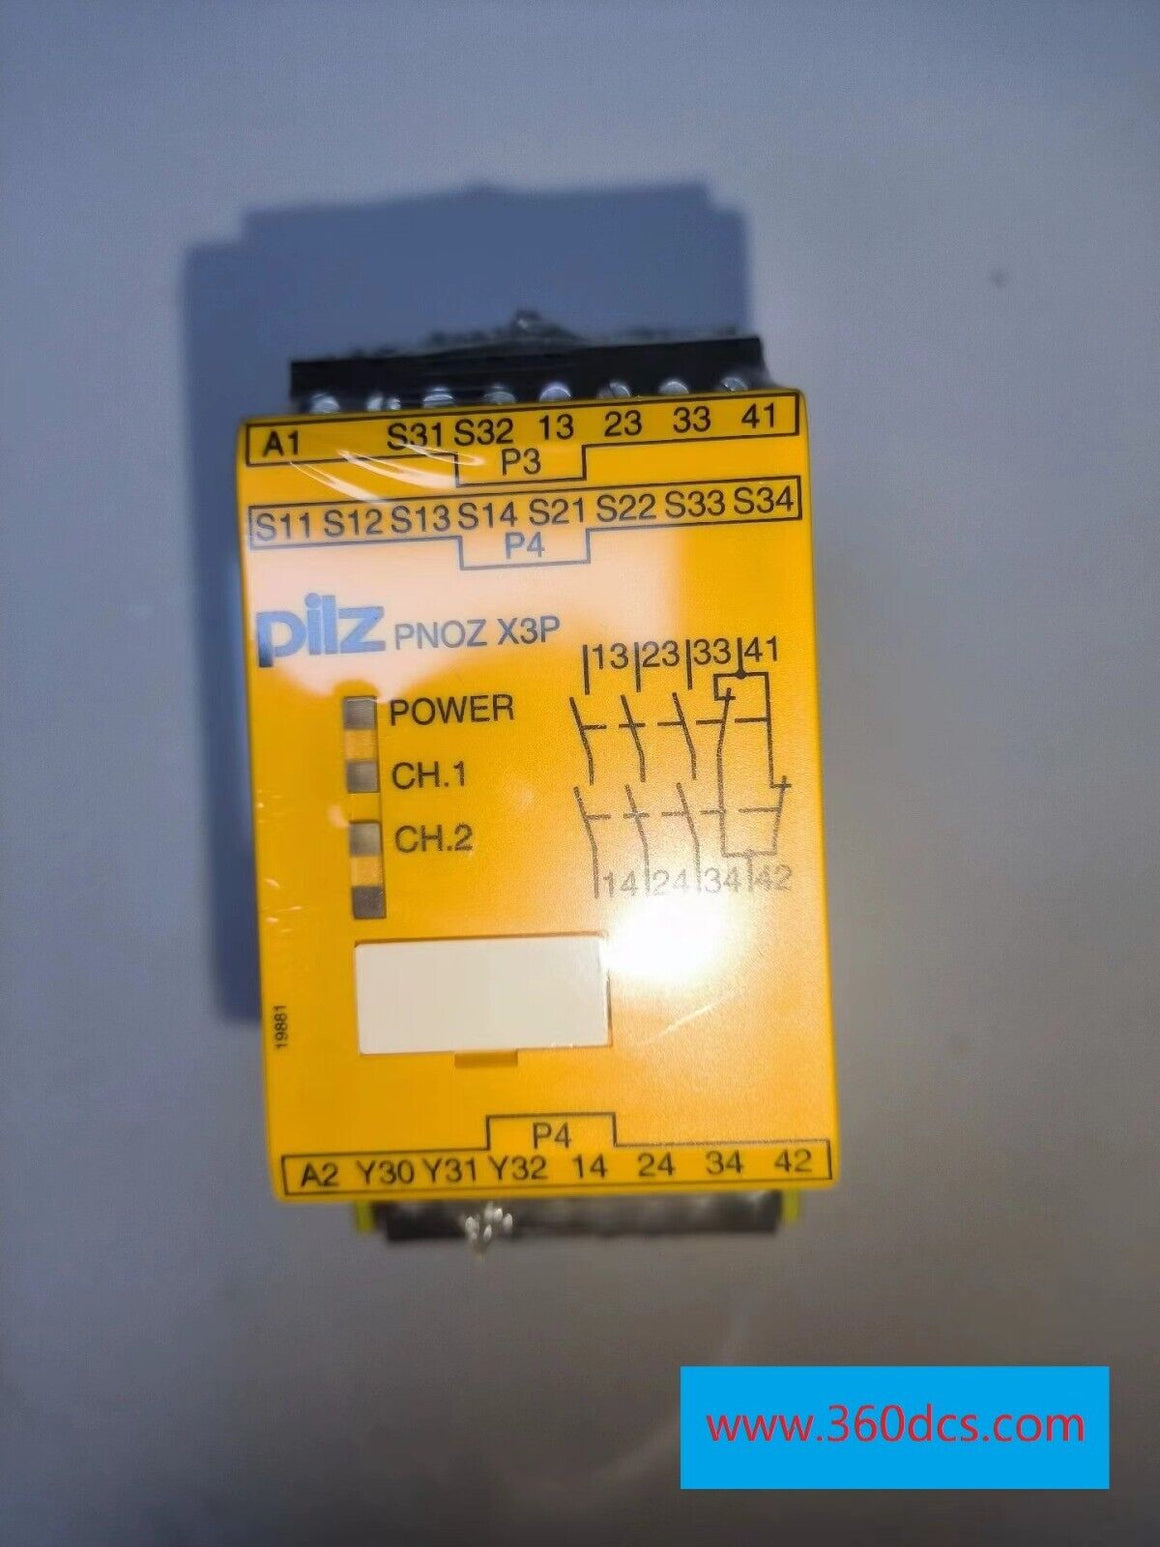 A1 S31 S32 13 23 33 41
P3
S11 S12 S13 S14 S21 S22 S33 S34
P4
pilz PNOZ X3P
13 23 33 41
POWER
CH.1
CH.2
14 24 34 42
19881
P4
A2 Y30 Y31 Y32 14 24 34 42
www.360dcs.com